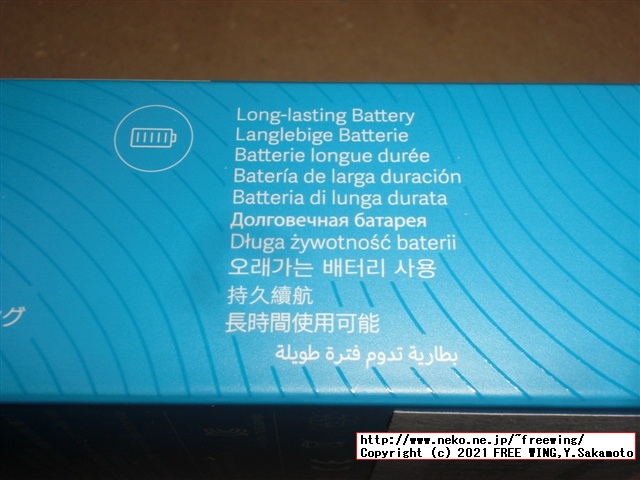 Long-lasting Battery
Langlebige Batterie
Batterie longue durée
Batería de larga duración
Batteria di lunga durata
Долговечная батарея
Długa żywotność baterii
오래가는 배터리 사용
持久續航
長時間使用可能
بطارية تدوم فترة طويلة
グ
http://www.neko.ne.jp/~freewing/
Copyright (c) 2021 FREE WING,Y.Sakamoto